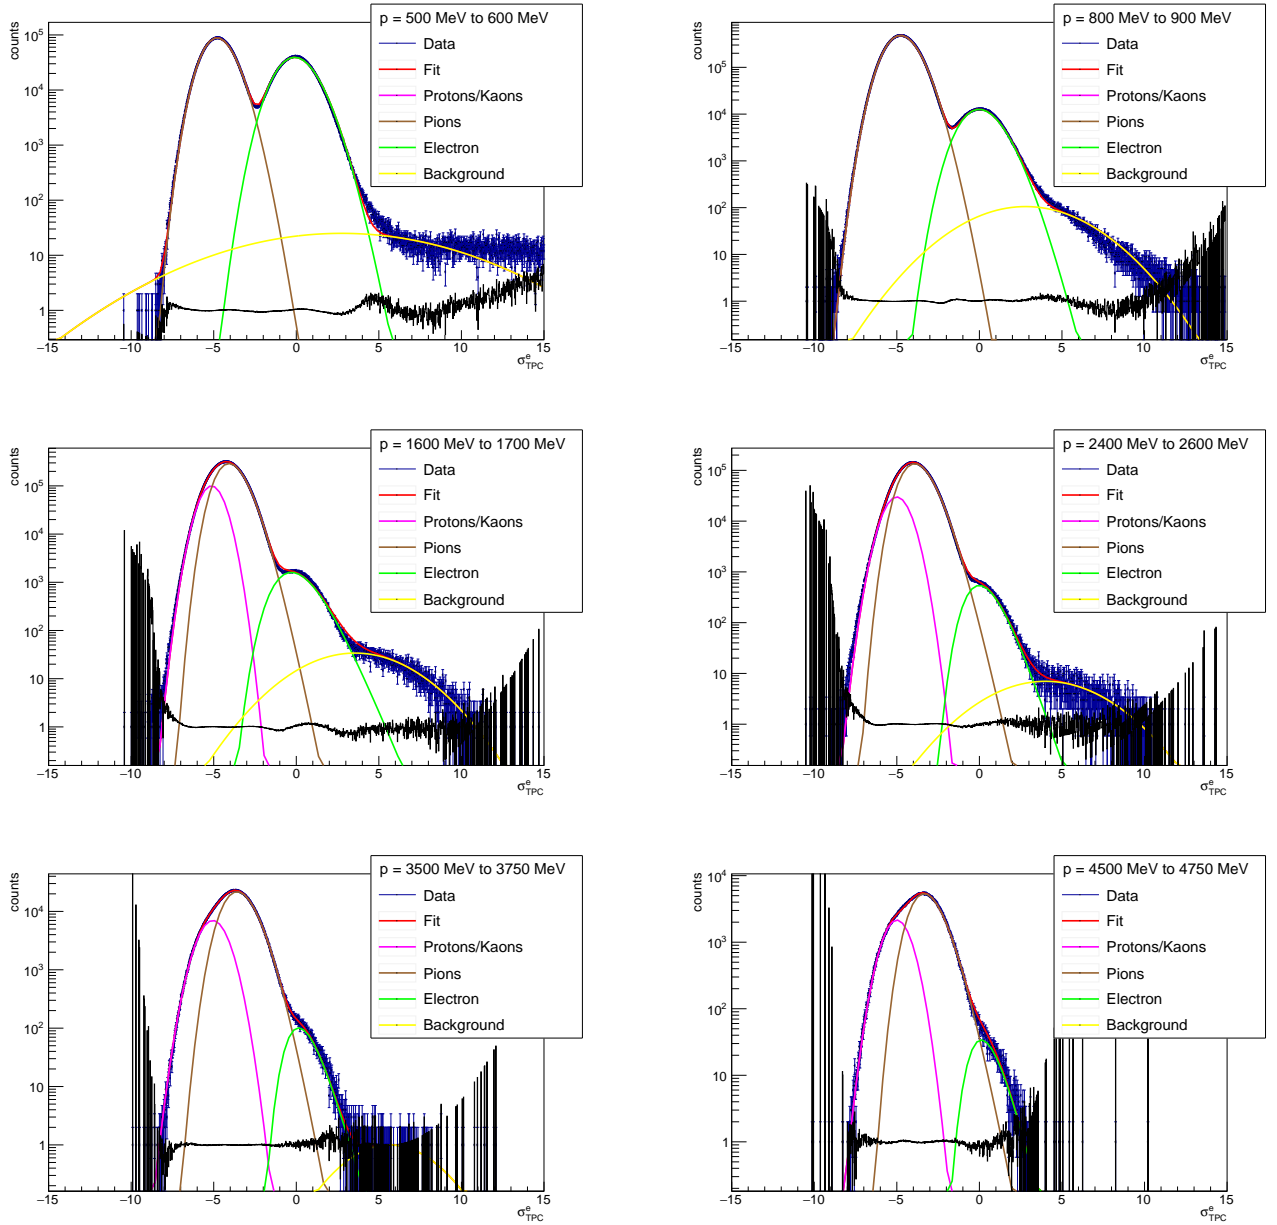 p = 500 MeV to 600 MeV
counts
Data
Fit
Protons/Kaons
Pions
Electron
Background
10^5
10^4
10^3
10^2
10
1
−15 −10 −5 0 5 10 15
σ^e_TPC
p = 800 MeV to 900 MeV
counts
Data
Fit
Protons/Kaons
Pions
Electron
Background
10^5
10^4
10^3
10^2
10
1
−15 −10 −5 0 5 10 15
σ^e_TPC
p = 1600 MeV to 1700 MeV
counts
Data
Fit
Protons/Kaons
Pions
Electron
Background
10^5
10^4
10^3
10^2
10
1
−15 −10 −5 0 5 10 15
σ^e_TPC
p = 2400 MeV to 2600 MeV
counts
Data
Fit
Protons/Kaons
Pions
Electron
Background
10^5
10^4
10^3
10^2
10
1
−15 −10 −5 0 5 10 15
σ^e_TPC
p = 3500 MeV to 3750 MeV
counts
Data
Fit
Protons/Kaons
Pions
Electron
Background
10^4
10^3
10^2
10
1
−15 −10 −5 0 5 10 15
σ^e_TPC
p = 4500 MeV to 4750 MeV
counts
Data
Fit
Protons/Kaons
Pions
Electron
Background
10^4
10^3
10^2
10
1
−15 −10 −5 0 5 10 15
σ^e_TPC